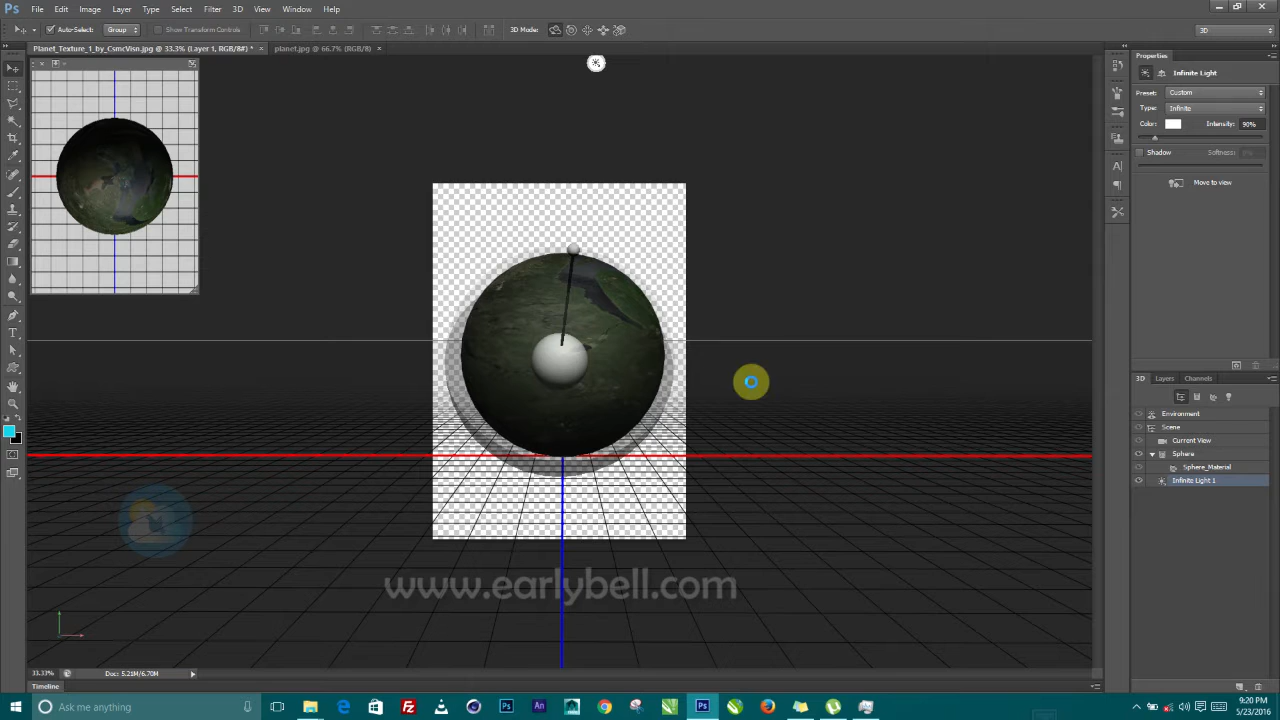 Ps File Edit Image Layer Type Select Filter 3D View Window Help
Auto-Select: Group Show Transform Controls 3D Mode: 3D
Planet_Texture_1_by_CsmcVisn.jpg @ 33.3% (Layer 1, RGB/8#) * × planet.jpg @ 66.7% (RGB/8) ×
Properties
Infinite Light
Preset: Custom
Type: Infinite
Color: Intensity: 90%
Shadow Softness: 0%
Move to view
3D Layers Channels
Environment
Scene
Current View
Sphere
Sphere_Material
Infinite Light 1
www.earlybell.com
33.33% Doc: 5.21M/6.70M
Timeline
Ask me anything
9:20 PM
5/23/2016